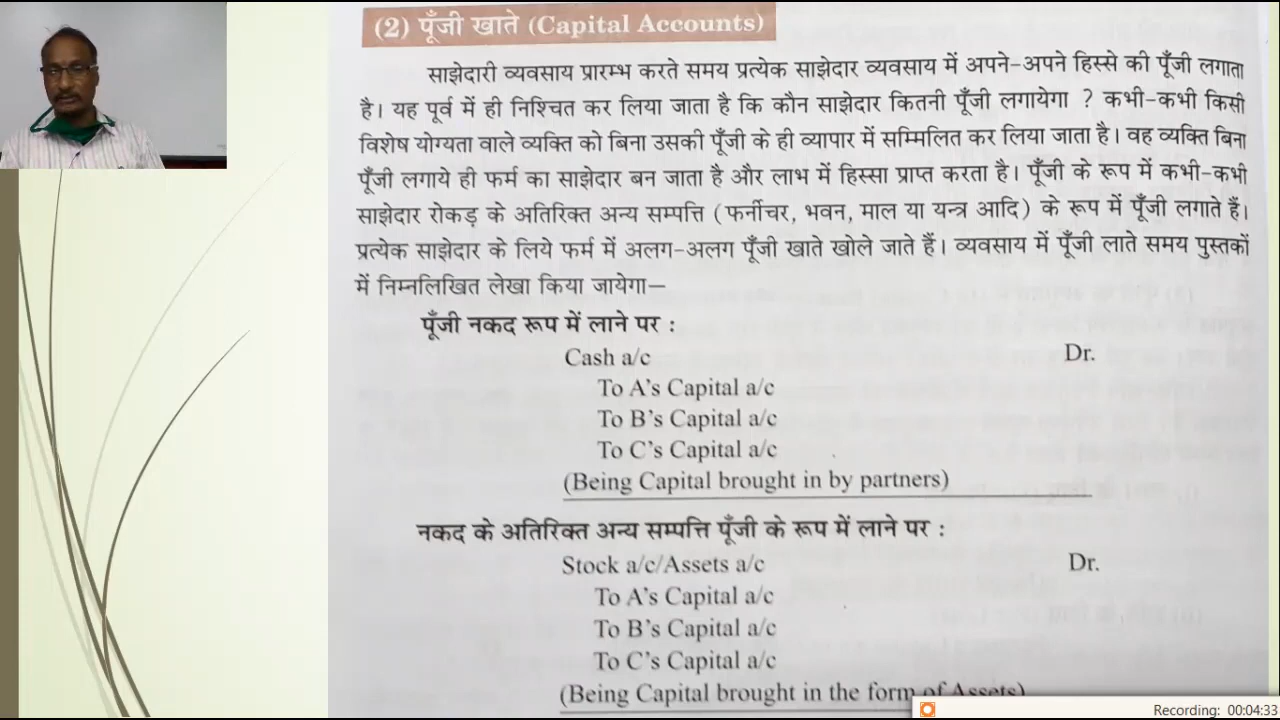 (2) पूँजी खाते (Capital Accounts)
साझेदारी व्यवसाय प्रारम्भ करते समय प्रत्येक साझेदार व्यवसाय में अपने-अपने हिस्से की पूँजी लगाता
है। यह पूर्व में ही निश्चित कर लिया जाता है कि कौन साझेदार कितनी पूँजी लगायेगा ? कभी-कभी किसी
विशेष योग्यता वाले व्यक्ति को बिना उसकी पूँजी के ही व्यापार में सम्मिलित कर लिया जाता है। वह व्यक्ति बिना
पूँजी लगाये ही फर्म का साझेदार बन जाता है और लाभ में हिस्सा प्राप्त करता है। पूँजी के रूप में कभी-कभी
साझेदार रोकड़ के अतिरिक्त अन्य सम्पत्ति (फर्नीचर, भवन, माल या यन्त्र आदि) के रूप में पूँजी लगाते हैं।
प्रत्येक साझेदार के लिये फर्म में अलग-अलग पूँजी खाते खोले जाते हैं। व्यवसाय में पूँजी लाते समय पुस्तकों
में निम्नलिखित लेखा किया जायेगा—
पूँजी नकद रूप में लाने पर :
Cash a/c Dr.
To A's Capital a/c
To B's Capital a/c
To C's Capital a/c
(Being Capital brought in by partners)
नकद के अतिरिक्त अन्य सम्पत्ति पूँजी के रूप में लाने पर :
Stock a/c/Assets a/c Dr.
To A's Capital a/c
To B's Capital a/c
To C's Capital a/c
(Being Capital brought in the form of Assets)
Recording: 00:04:33